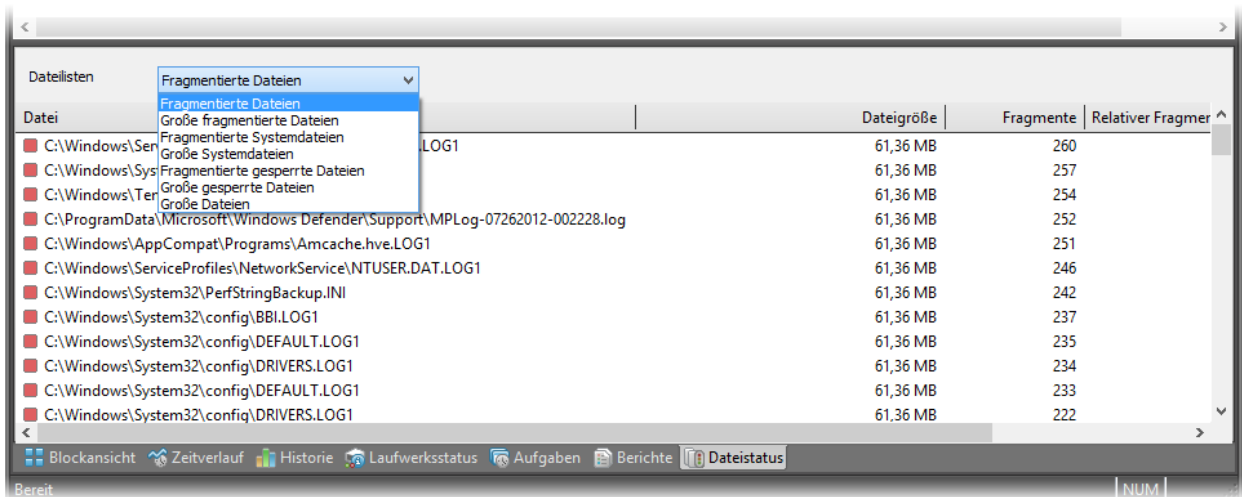 Dateilisten Fragmentierte Dateien
Fragmentierte Dateien
Große fragmentierte Dateien
Fragmentierte Systemdateien
Große Systemdateien
Fragmentierte gesperrte Dateien
Große gesperrte Dateien
Große Dateien
Datei Dateigröße Fragmente Relativer Fragmer
C:\Windows\Ser .LOG1 61,36 MB 260
C:\Windows\Sys 61,36 MB 257
C:\Windows\Ter 61,36 MB 254
C:\ProgramData\Microsoft\Windows Defender\Support\MPLog-07262012-002228.log 61,36 MB 252
C:\Windows\AppCompat\Programs\Amcache.hve.LOG1 61,36 MB 251
C:\Windows\ServiceProfiles\NetworkService\NTUSER.DAT.LOG1 61,36 MB 246
C:\Windows\System32\PerfStringBackup.INI 61,36 MB 242
C:\Windows\System32\config\BBI.LOG1 61,36 MB 237
C:\Windows\System32\config\DEFAULT.LOG1 61,36 MB 235
C:\Windows\System32\config\DRIVERS.LOG1 61,36 MB 234
C:\Windows\System32\config\DEFAULT.LOG1 61,36 MB 233
C:\Windows\System32\config\DRIVERS.LOG1 61,36 MB 222
Blockansicht Zeitverlauf Historie Laufwerksstatus Aufgaben Berichte Dateistatus
Bereit NUM